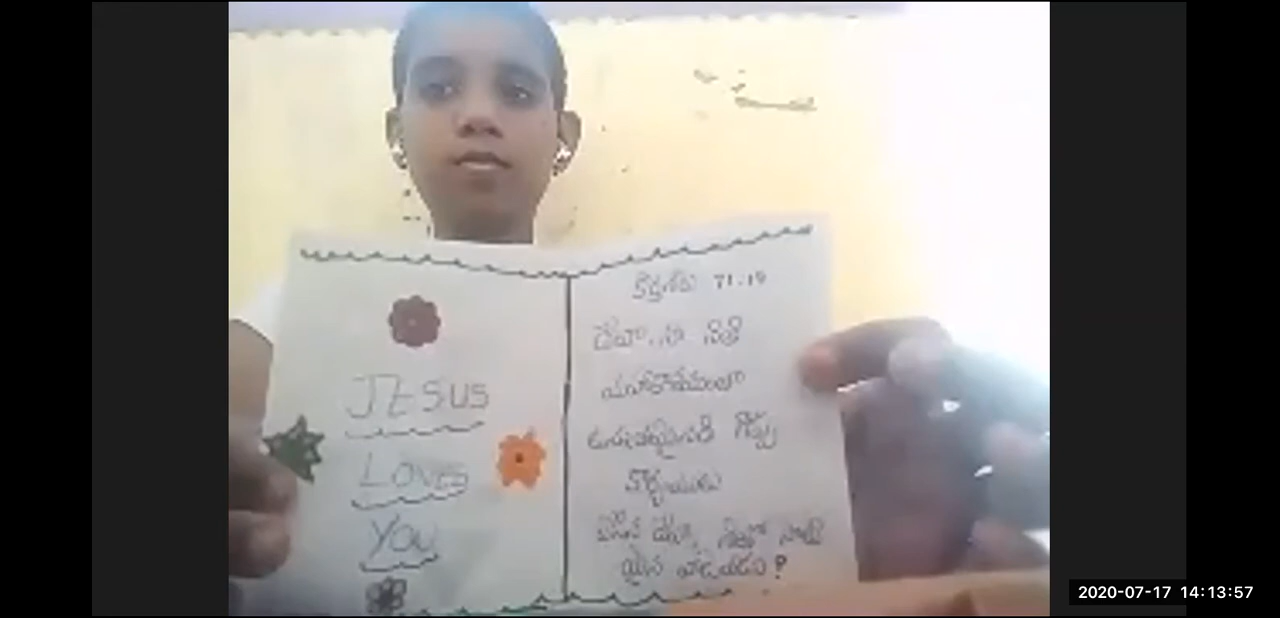 JESUS
LOVES
YOU
కీర్తనలు 71:19
దేవా, నీ నీతి
మహాకాశమంత
ఉన్నతమైనది గొప్ప
కార్యములు
చేసిన దేవా, నీతో సాటి
యైన వాడెవడు?
2020-07-17 14:13:57